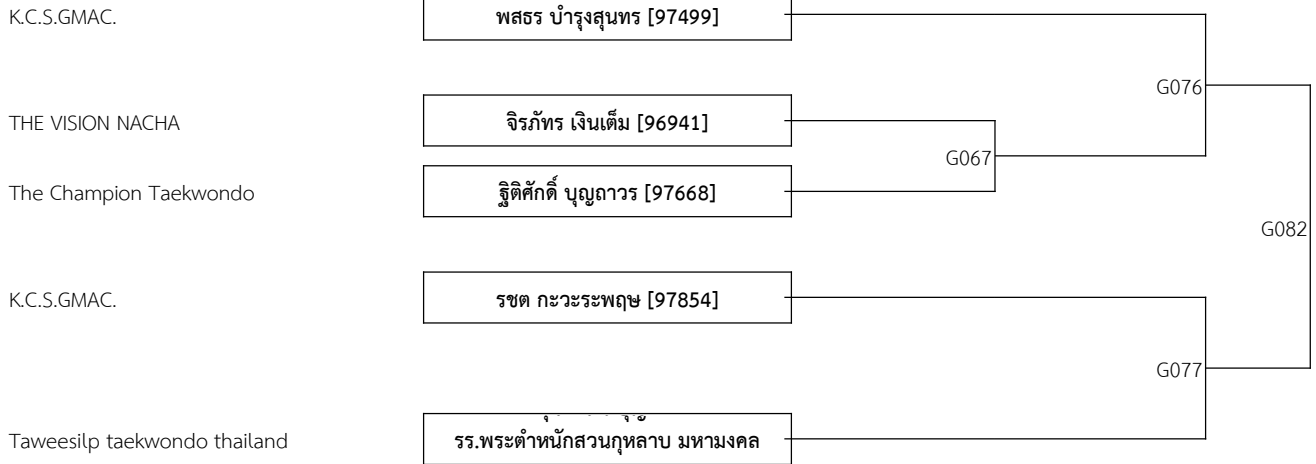 K.C.S.GMAC. พสธร บำรุงสุนทร [97499]
G076
THE VISION NACHA จิรภัทร เงินเต็ม [96941]
G067
The Champion Taekwondo ฐิติศักดิ์ บุญถาวร [97668]
G082
K.C.S.GMAC. รชต กะวะระพฤษ [97854]
G077
Taweesilp taekwondo thailand รร.พระตำหนักสวนกุหลาบ มหามงคล